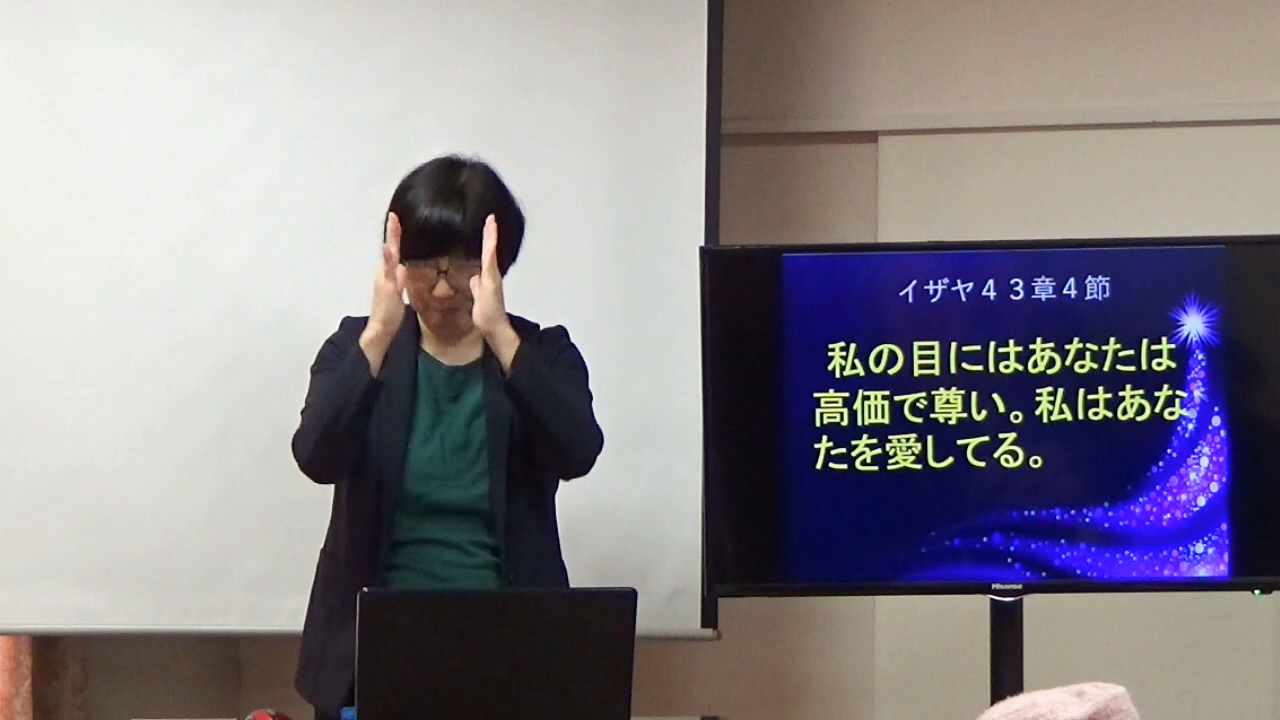 イザヤ４３章４節
私の目にはあなたは
高価で尊い。私はあな
たを愛してる。
Hisense